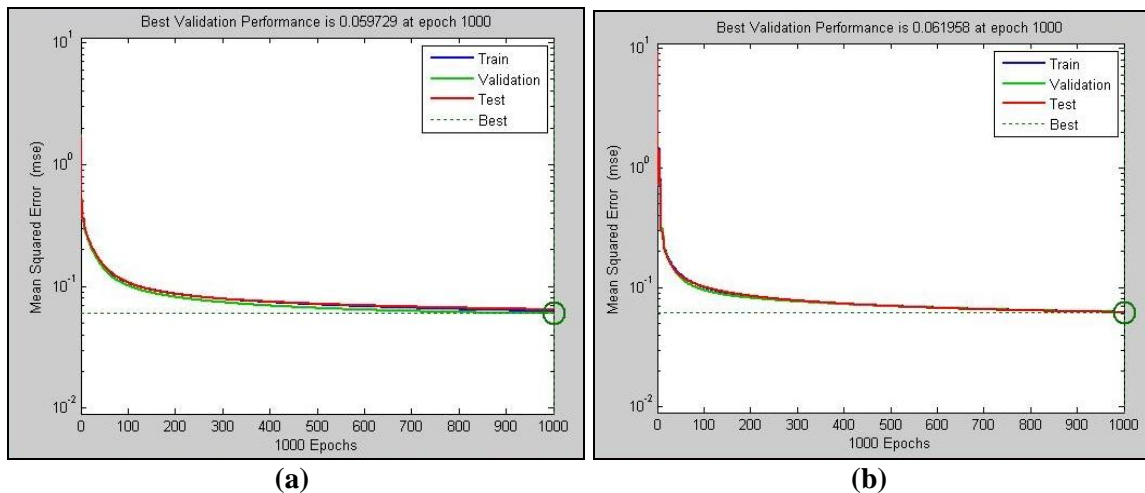 Best Validation Performance is 0.059729 at epoch 1000
10^1
10^0
10^-1
10^-2
Mean Squared Error (mse)
Train
Validation
Test
Best
0 100 200 300 400 500 600 700 800 900 1000
1000 Epochs
(a)
Best Validation Performance is 0.061958 at epoch 1000
10^1
10^0
10^-1
10^-2
Mean Squared Error (mse)
Train
Validation
Test
Best
0 100 200 300 400 500 600 700 800 900 1000
1000 Epochs
(b)